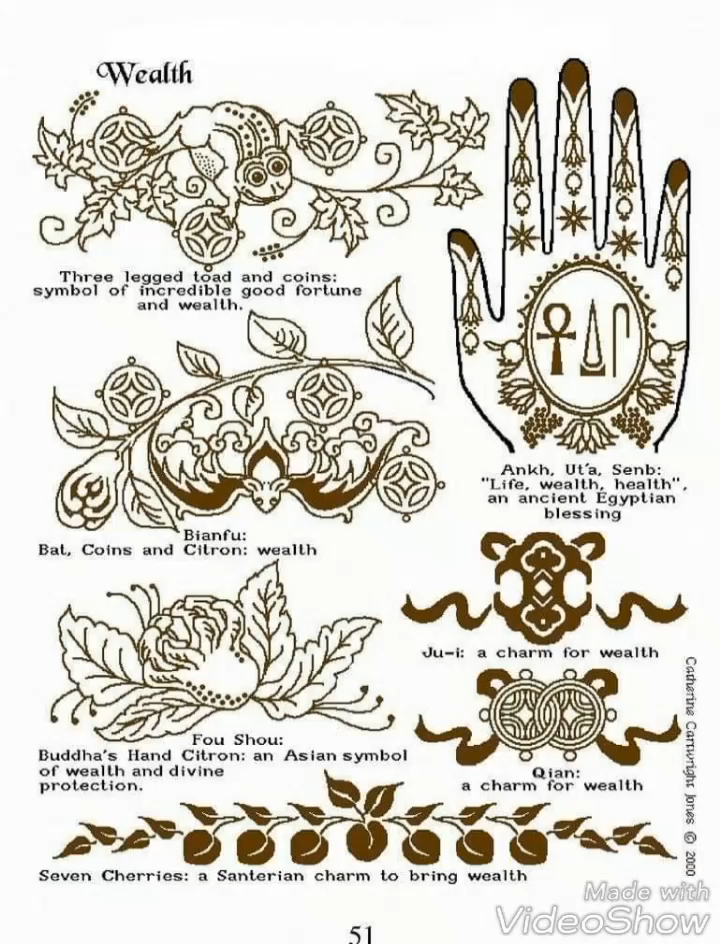 Wealth
Three legged toad and coins:
symbol of incredible good fortune
and wealth.
Ankh, Ut'a, Senb:
"Life, wealth, health",
an ancient Egyptian
blessing
Bianfu:
Bat, Coins and Citron: wealth
Ju-i: a charm for wealth
Fou Shou:
Buddha's Hand Citron: an Asian symbol
of wealth and divine
protection.
Qian:
a charm for wealth
Seven Cherries: a Santerian charm to bring wealth
Catherine Cartwright Jones © 2000
Made with
VideoShow
51